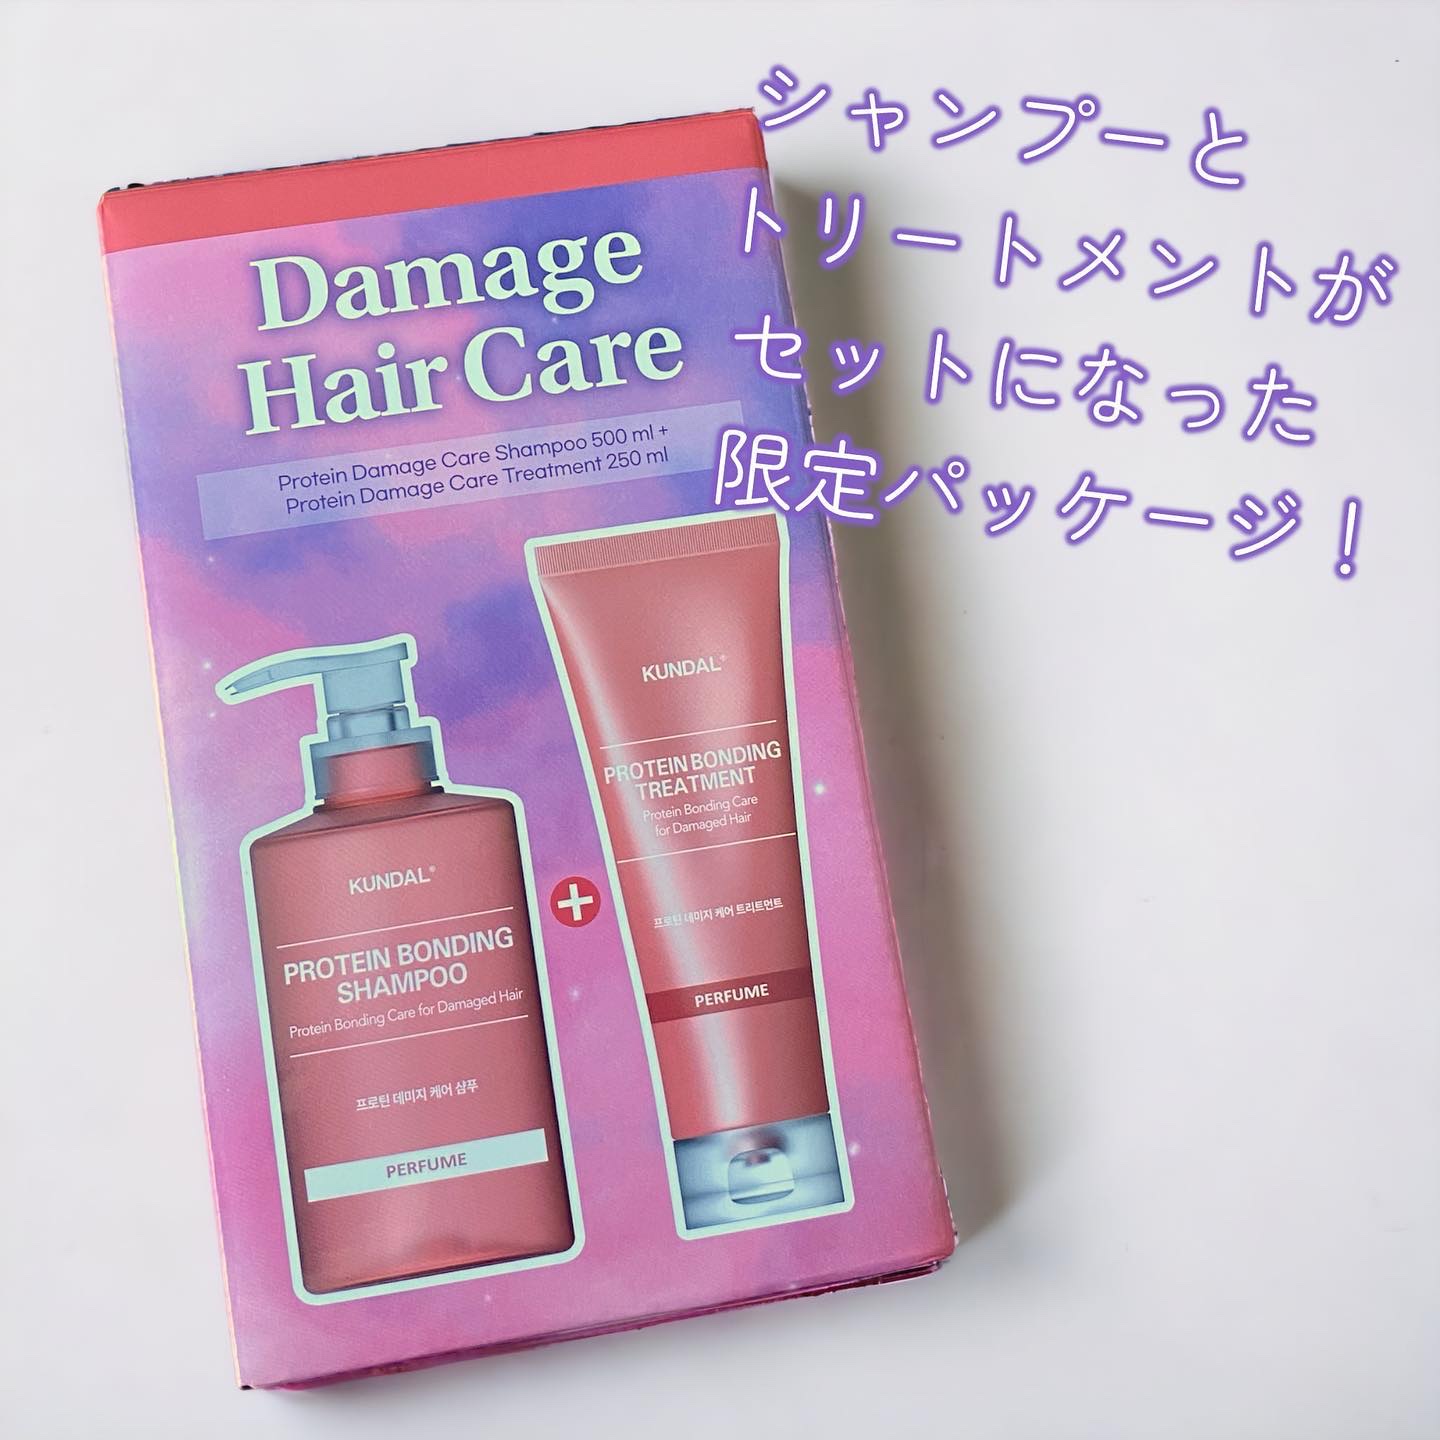 シャンプーと
トリートメントが
セットになった
限定パッケージ！
Damage
Hair Care
Protein Damage Care Shampoo 500 ml +
Protein Damage Care Treatment 250 ml
KUNDAL®
PROTEIN BONDING
TREATMENT
Protein Bonding Care
for Damaged Hair
프로틴 데미지 케어 트리트먼트
PERFUME
KUNDAL®
PROTEIN BONDING
SHAMPOO
Protein Bonding Care for Damaged Hair
프로틴 데미지 케어 샴푸
PERFUME